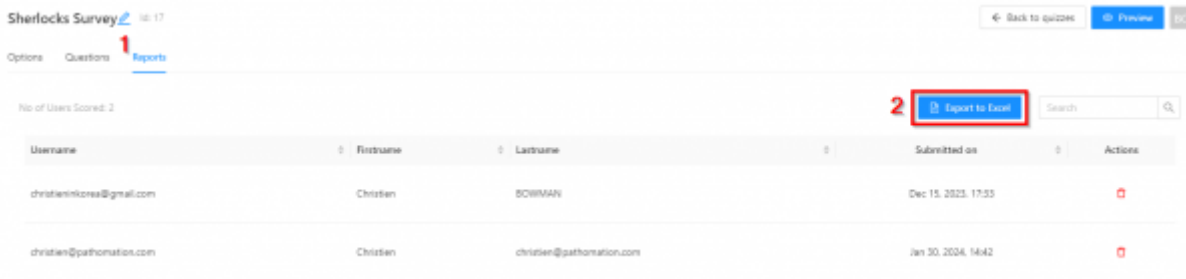 Sherlocks Survey Id: 17
← Back to quizzes Preview
1
Options Questions Reports
No of Users Scored: 2
2 Export to Excel Search
Username Firstname Lastname Submitted on Actions
christieninkorea@gmail.com Christien BOWMAN Dec 15, 2023, 17:53
christien@pathomation.com Christien christien@pathomation.com Jan 30, 2024, 14:42